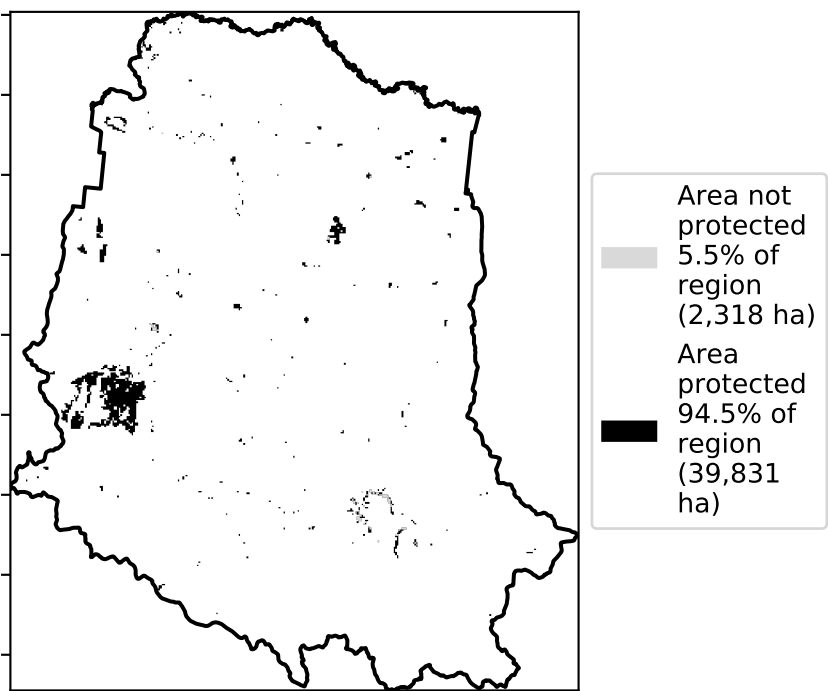 Area not
protected
5.5% of
region
(2,318 ha)
Area
protected
94.5% of
region
(39,831
ha)